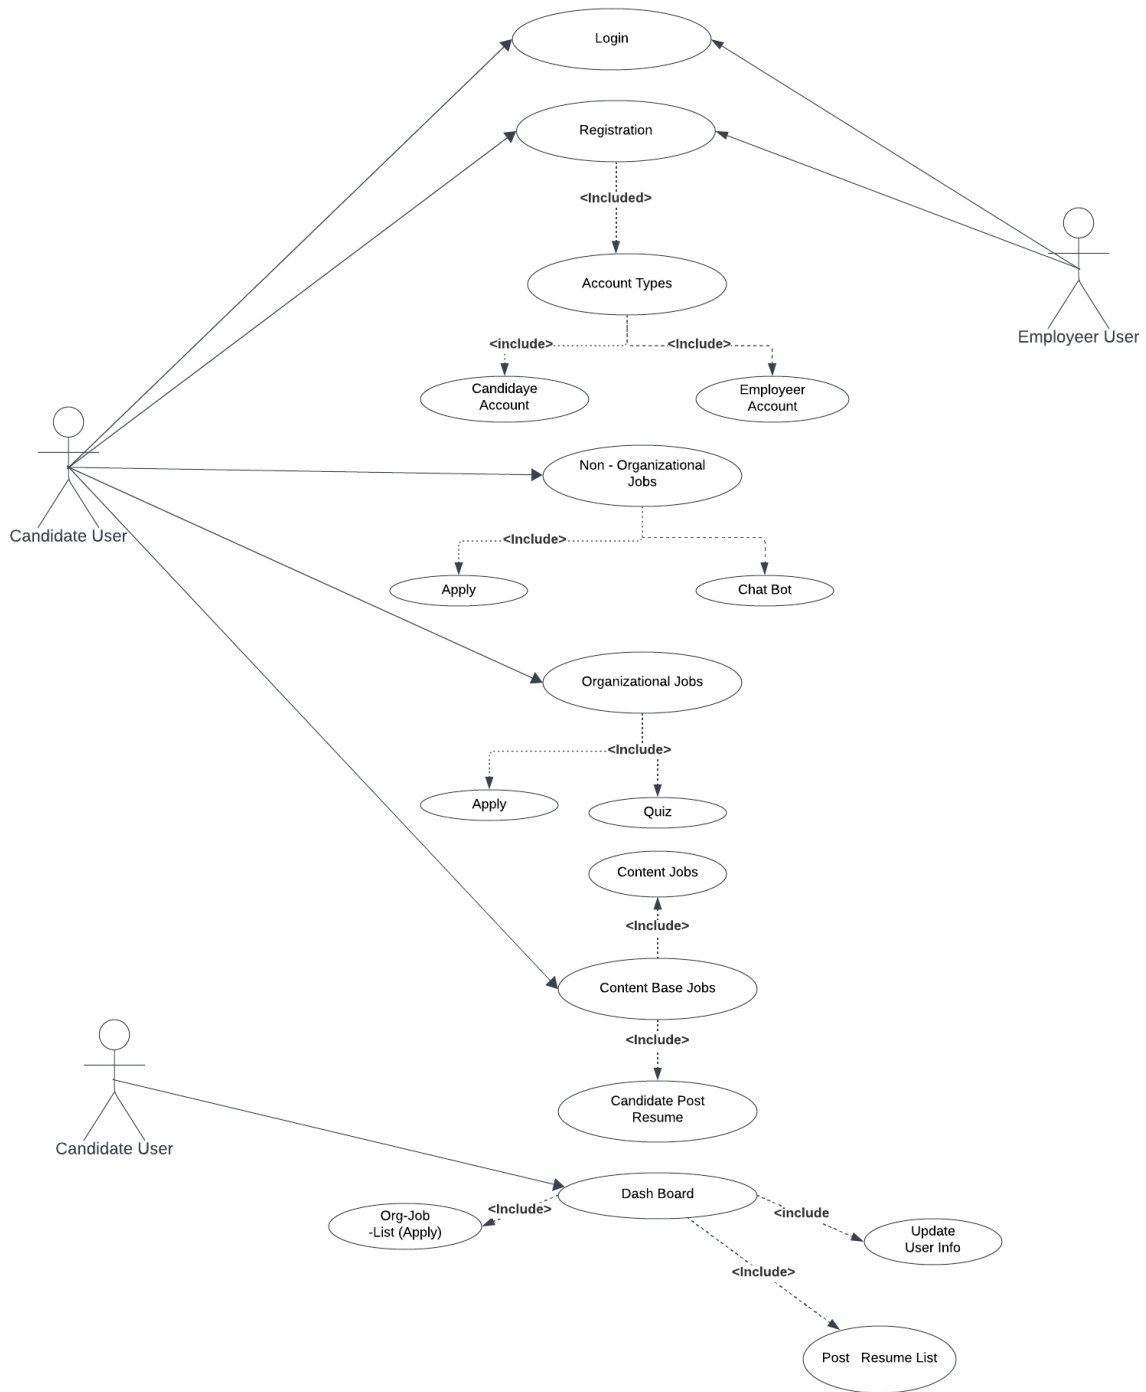 Login
Registration
<Included>
Account Types
Employeer User
<include>
<Include>
Candidaye
Account
Employeer
Account
Non - Organizational
Jobs
Candidate User
<Include>
Apply
Chat Bot
Organizational Jobs
<Include>
Apply
Quiz
Content Jobs
<Include>
Content Base Jobs
<Include>
Candidate Post
Resume
Candidate User
Dash Board
<Include>
<include
Org-Job
-List (Apply)
Update
User Info
<Include>
Post Resume List